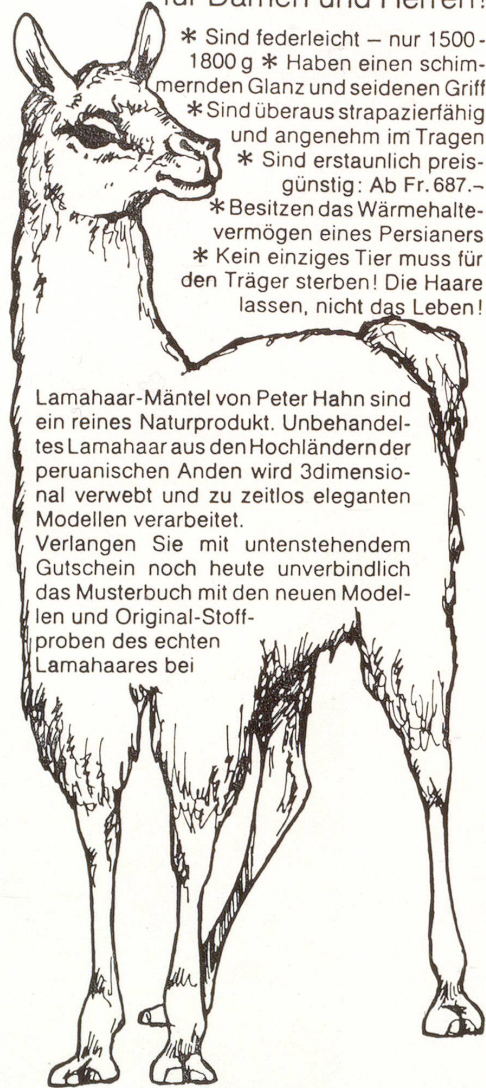 für Damen und Herren!
* Sind federleicht – nur 1500-
1800 g * Haben einen schim-
mernden Glanz und seidenen Griff
* Sind überaus strapazierfähig
und angenehm im Tragen
* Sind erstaunlich preis-
günstig: Ab Fr. 687.–
* Besitzen das Wärmehalte-
vermögen eines Persianers
* Kein einziges Tier muss für
den Träger sterben! Die Haare
lassen, nicht das Leben!
Lamahaar-Mäntel von Peter Hahn sind
ein reines Naturprodukt. Unbehandel-
tes Lamahaar aus den Hochländern der
peruanischen Anden wird 3dimensio-
nal verwebt und zu zeitlos eleganten
Modellen verarbeitet.
Verlangen Sie mit untenstehendem
Gutschein noch heute unverbindlich
das Musterbuch mit den neuen Model-
len und Original-Stoff-
proben des echten
Lamahaares bei